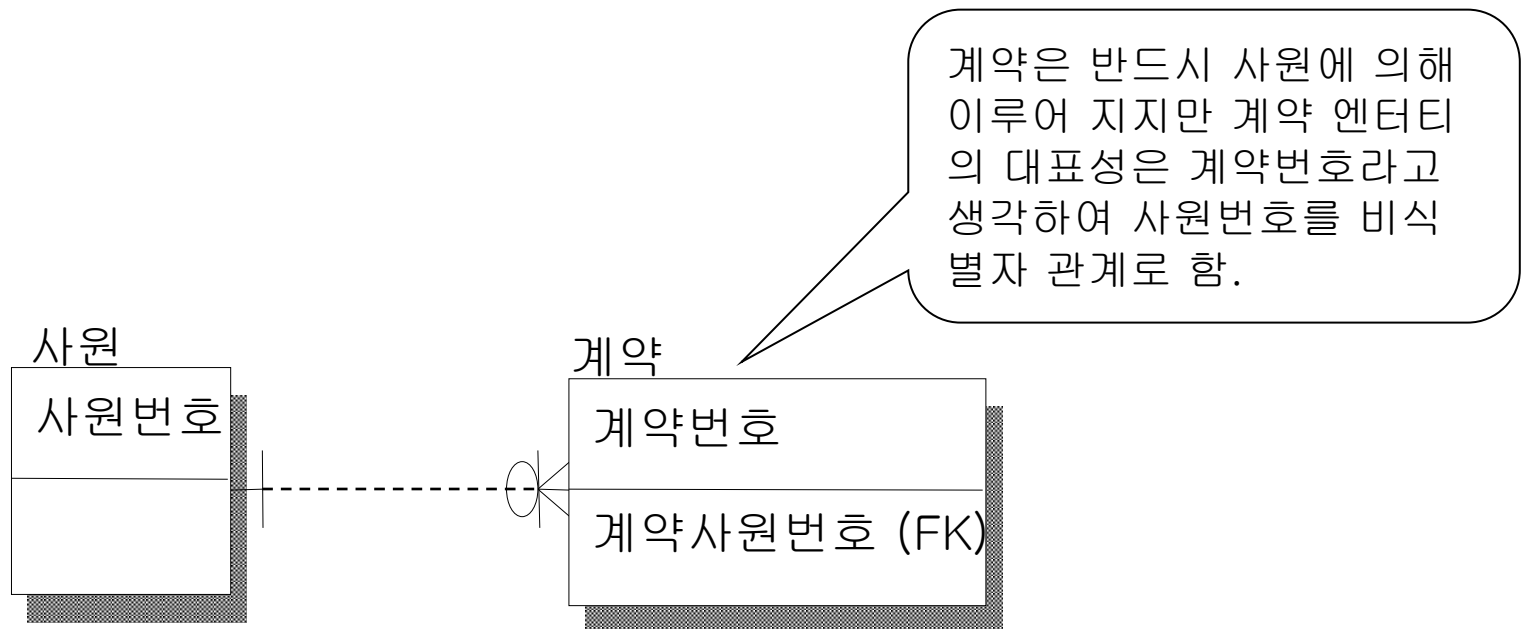 계약은 반드시 사원에 의해
이루어 지지만 계약 엔터티
의 대표성은 계약번호라고
생각하여 사원번호를 비식
별자 관계로 함.
사원
사원번호
계약
계약번호
계약사원번호 (FK)